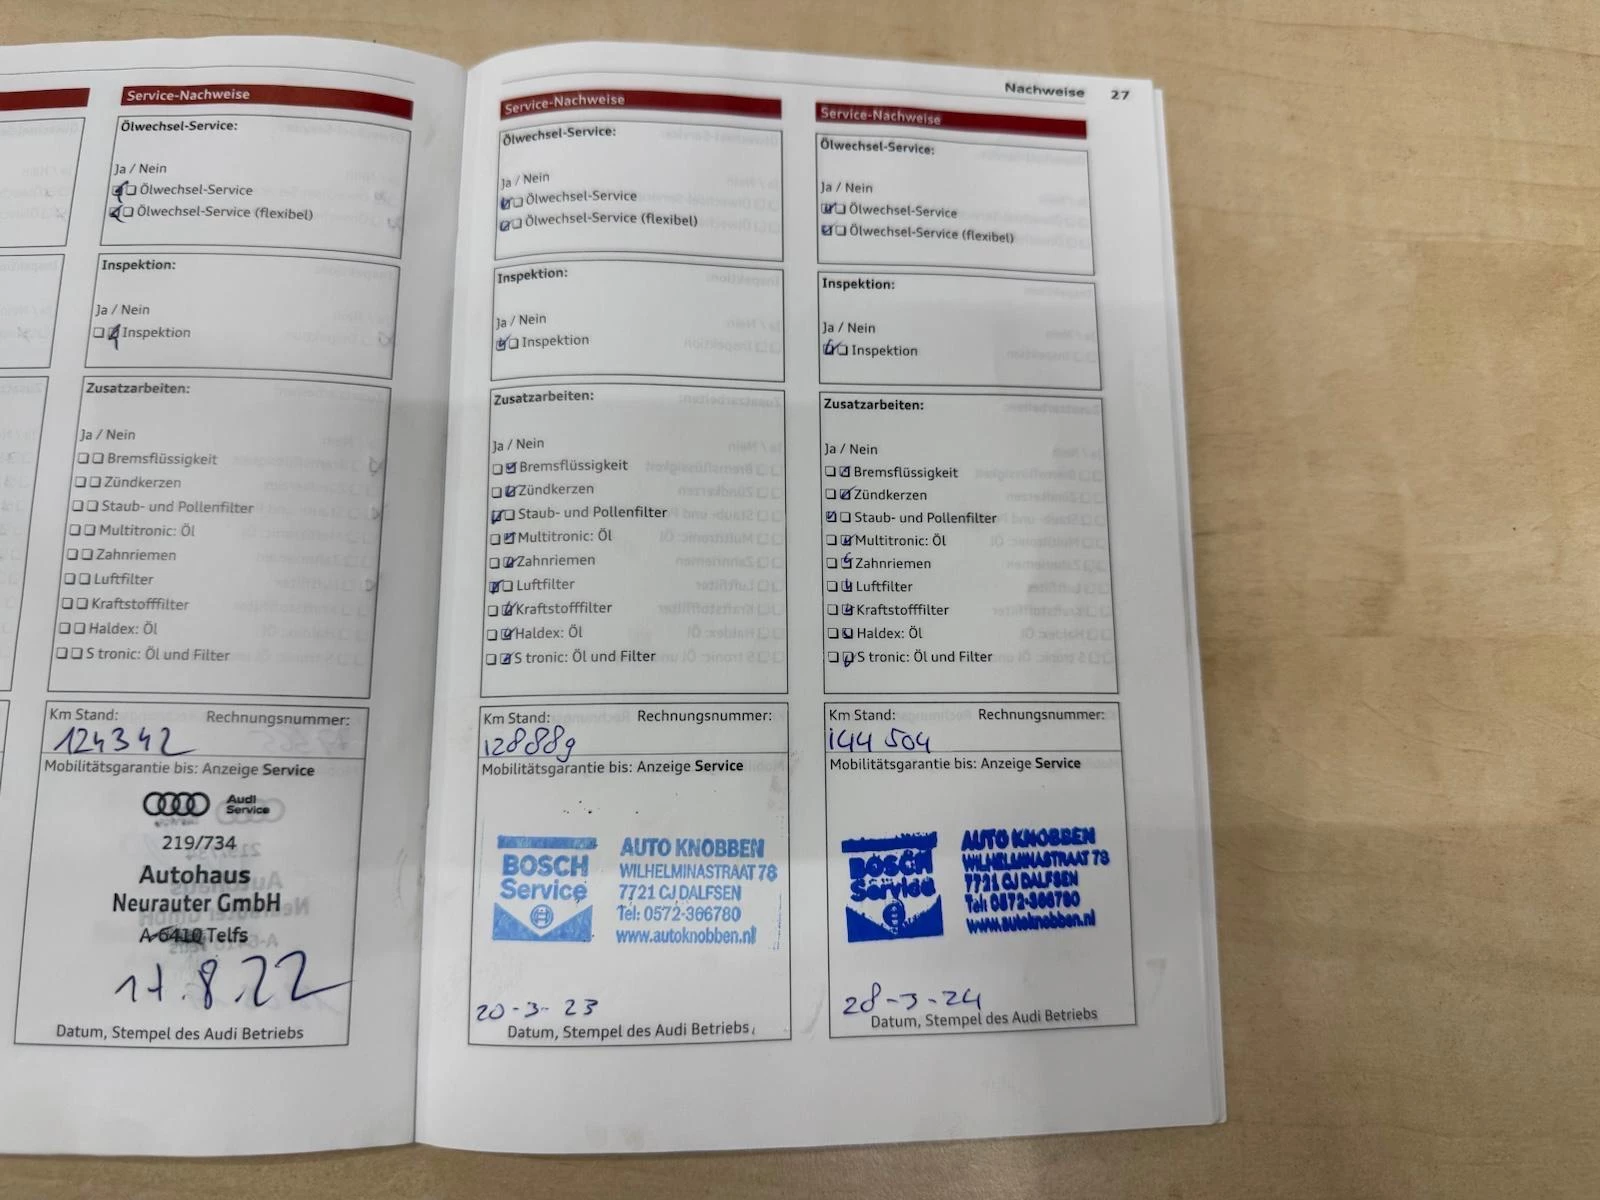 Nachweise 27
Service-Nachweise
Ölwechsel-Service:
Ja / Nein
Ölwechsel-Service
Ölwechsel-Service (flexibel)
Inspektion:
Ja / Nein
Inspektion
Zusatzarbeiten:
Ja / Nein
Bremsflüssigkeit
Zündkerzen
Staub- und Pollenfilter
Multitronic: Öl
Zahnriemen
Luftfilter
Kraftstofffilter
Haldex: Öl
S tronic: Öl und Filter
Km Stand: Rechnungsnummer:
124342
Mobilitätsgarantie bis: Anzeige Service
Audi
Service
219/734
Autohaus
Neurauter GmbH
A-6410 Telfs
17.8.22
Datum, Stempel des Audi Betriebs
Service-Nachweise
Ölwechsel-Service:
Ja / Nein
Ölwechsel-Service
Ölwechsel-Service (flexibel)
Inspektion:
Ja / Nein
Inspektion
Zusatzarbeiten:
Ja / Nein
Bremsflüssigkeit
Zündkerzen
Staub- und Pollenfilter
Multitronic: Öl
Zahnriemen
Luftfilter
Kraftstofffilter
Haldex: Öl
S tronic: Öl und Filter
Km Stand: Rechnungsnummer:
128889
Mobilitätsgarantie bis: Anzeige Service
BOSCH
Service
AUTO KNOBBEN
WILHELMINASTRAAT 78
7721 CJ DALFSEN
Tel: 0572-366780
www.autoknobben.nl
20-3-23
Datum, Stempel des Audi Betriebs
Service-Nachweise
Ölwechsel-Service:
Ja / Nein
Ölwechsel-Service
Ölwechsel-Service (flexibel)
Inspektion:
Ja / Nein
Inspektion
Zusatzarbeiten:
Ja / Nein
Bremsflüssigkeit
Zündkerzen
Staub- und Pollenfilter
Multitronic: Öl
Zahnriemen
Luftfilter
Kraftstofffilter
Haldex: Öl
S tronic: Öl und Filter
Km Stand: Rechnungsnummer:
144 504
Mobilitätsgarantie bis: Anzeige Service
BOSCH
Service
AUTO KNOBBEN
WILHELMINASTRAAT 78
7721 CJ DALFSEN
Tel: 0572-366780
www.autoknobben.nl
28-3-24
Datum, Stempel des Audi Betriebs